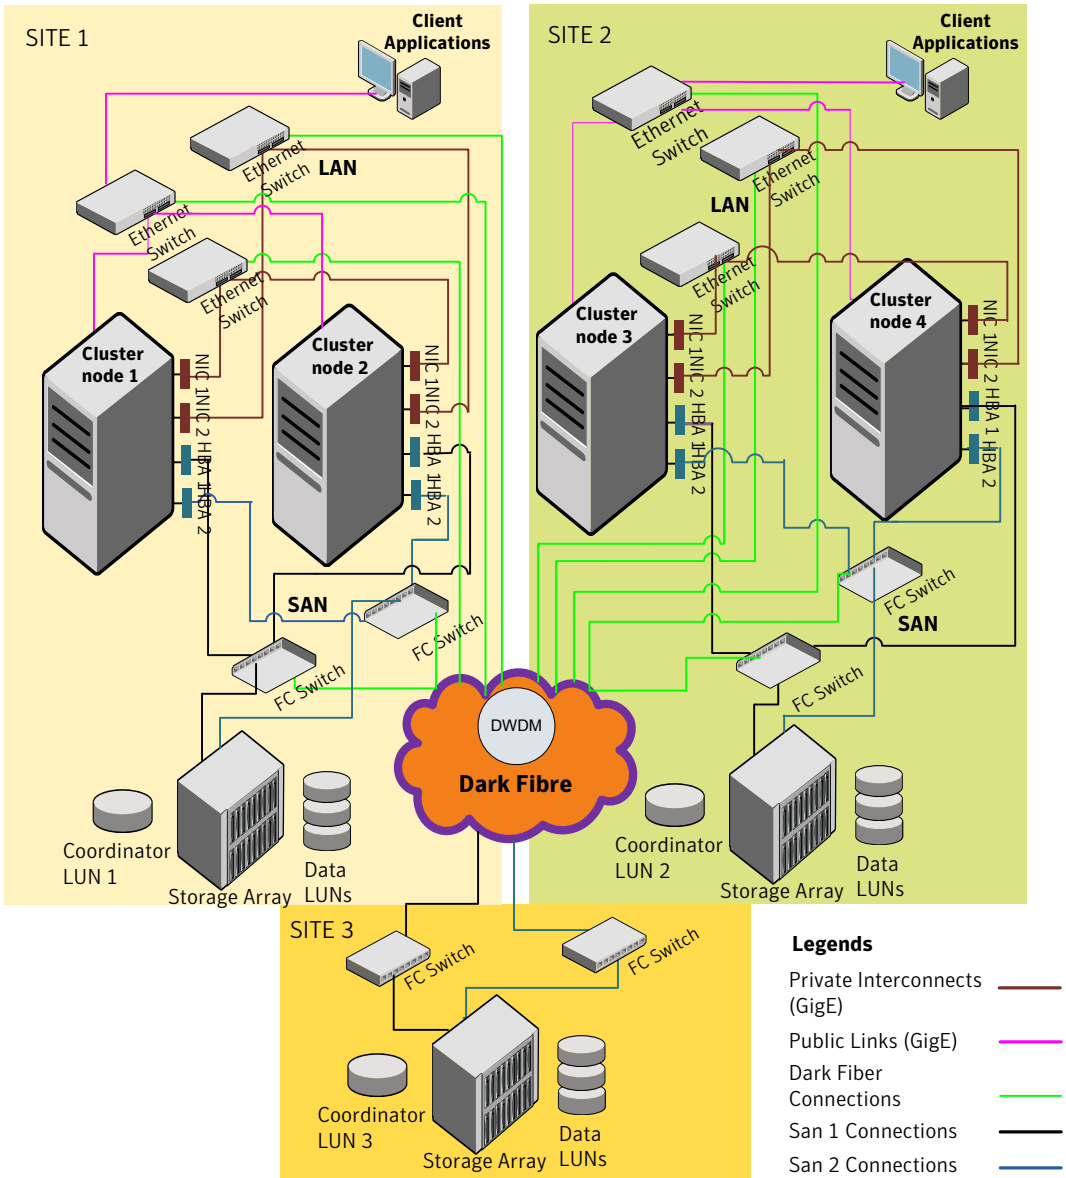 SITE 1
Client
Applications
Ethernet
Switch
LAN
Ethernet
Switch
Ethernet
Switch
Cluster
node 1
NIC 1
NIC 2
HBA 1
HBA 2
Cluster
node 2
NIC 1
NIC 2
HBA 1
HBA 2
SAN
FC Switch
FC Switch
Coordinator
LUN 1
Storage Array
Data
LUNs
SITE 2
Client
Applications
Ethernet
Switch
Ethernet
Switch
LAN
Ethernet
Switch
Cluster
node 3
NIC 1
NIC 2
HBA 1
HBA 2
Cluster
node 4
NIC 1
NIC 2
HBA 1
HBA 2
FC Switch
SAN
FC Switch
Coordinator
LUN 2
Storage Array
Data
LUNs
DWDM
Dark Fibre
SITE 3
FC Switch
FC Switch
Coordinator
LUN 3
Storage Array
Data
LUNs
Legends
Private Interconnects
(GigE)
Public Links (GigE)
Dark Fiber
Connections
San 1 Connections
San 2 Connections